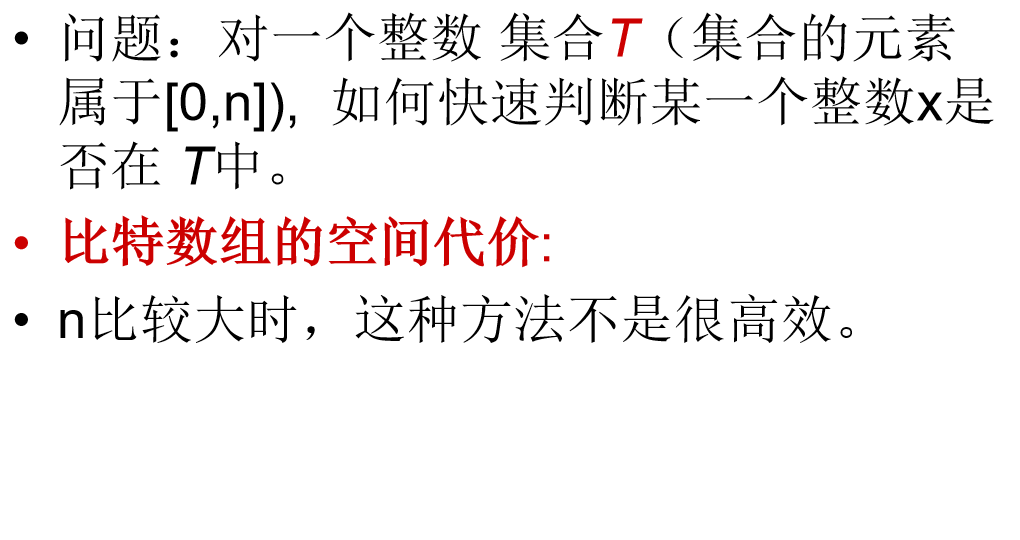 • 问题：对一个整数 集合T（集合的元素
属于[0,n]), 如何快速判断某一个整数x是
否在 T中。
• 比特数组的空间代价:
• n比较大时，这种方法不是很高效。